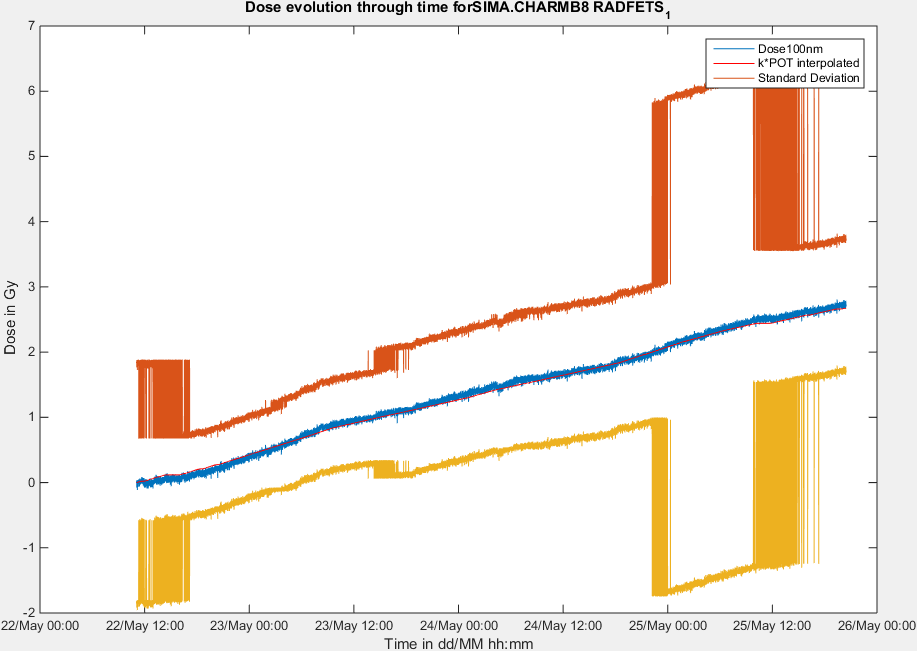 Dose evolution through time forSIMA.CHARMB8 RADFETS1
Dose100nm
k*POT interpolated
Standard Deviation
7
6
5
4
3
2
1
0
-1
-2
Dose in Gy
22/May 00:00 22/May 12:00 23/May 00:00 23/May 12:00 24/May 00:00 24/May 12:00 25/May 00:00 25/May 12:00 26/May 00:00
Time in dd/MM hh:mm